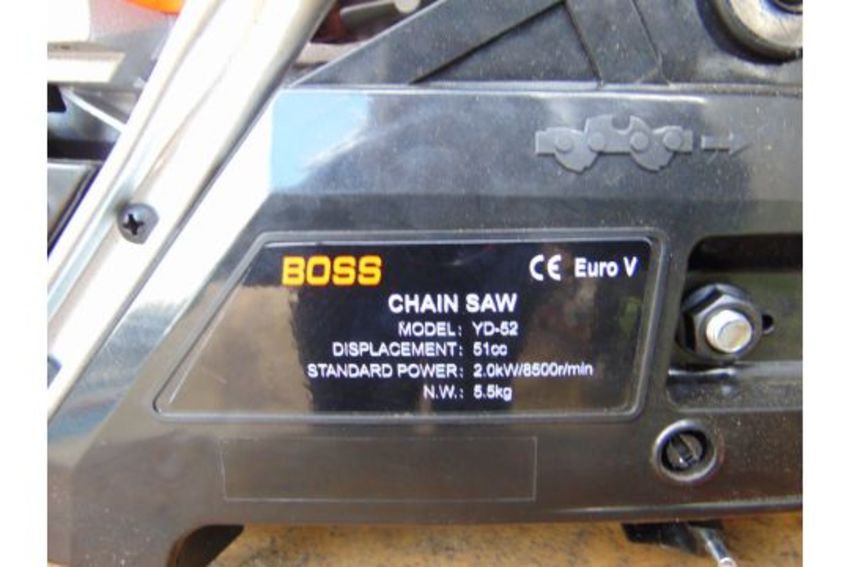 BOSS CE Euro V
CHAIN SAW
MODEL: YD-52
DISPLACEMENT: 51cc
STANDARD POWER: 2.0kW/8500r/min
N.W.: 5.5kg